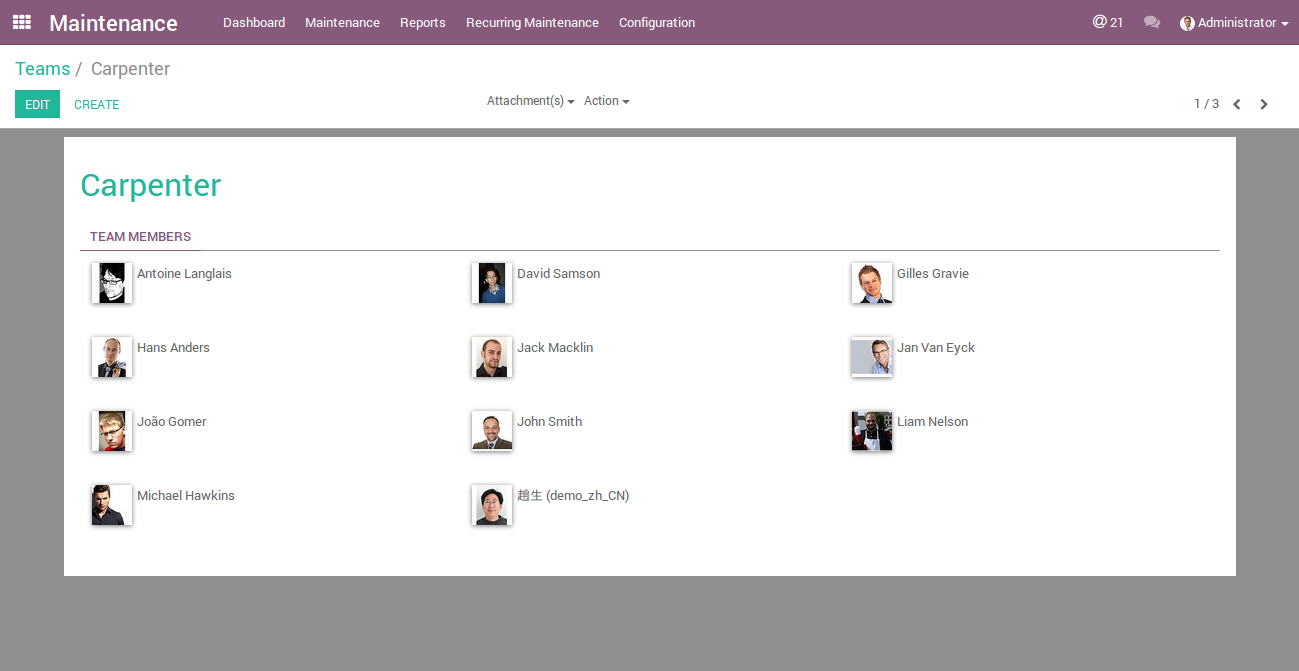 Maintenance Dashboard Maintenance Reports Recurring Maintenance Configuration @ 21 Administrator
Teams / Carpenter
EDIT CREATE Attachment(s) Action 1 / 3
Carpenter
TEAM MEMBERS
Antoine Langlais David Samson Gilles Gravie
Hans Anders Jack Macklin Jan Van Eyck
João Gomer John Smith Liam Nelson
Michael Hawkins 趙生 (demo_zh_CN)